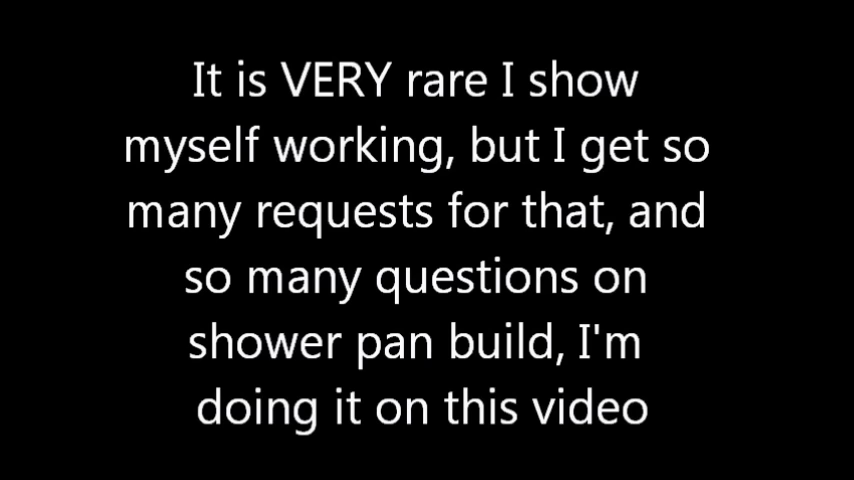 It is VERY rare I show
myself working, but I get so
many requests for that, and
so many questions on
shower pan build, I'm
doing it on this video